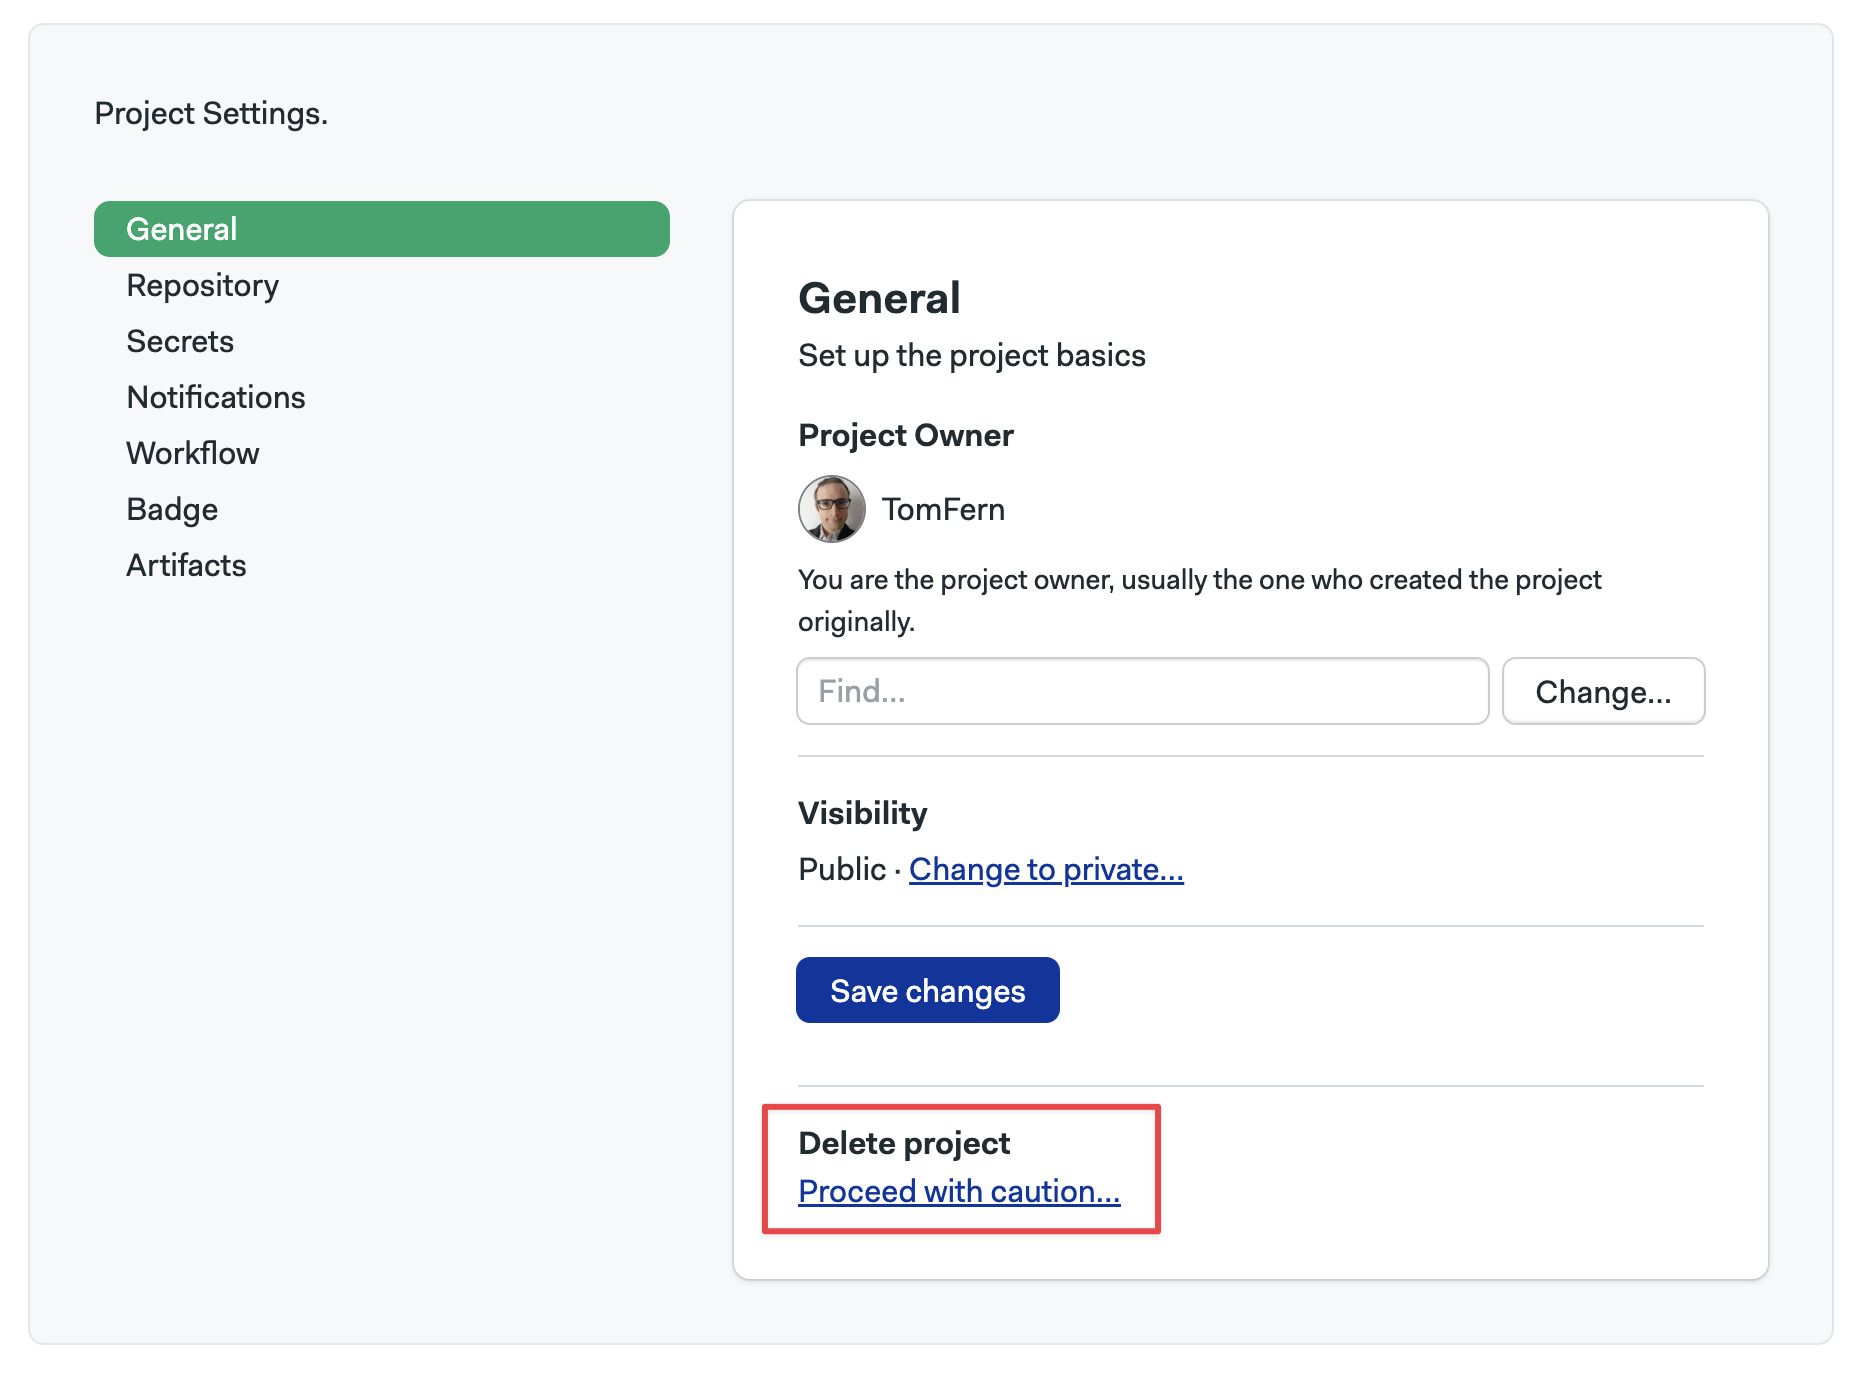 Project Settings.
General
Repository
Secrets
Notifications
Workflow
Badge
Artifacts
General
Set up the project basics
Project Owner
TomFern
You are the project owner, usually the one who created the project
originally.
Find...
Change...
Visibility
Public · Change to private...
Save changes
Delete project
Proceed with caution...